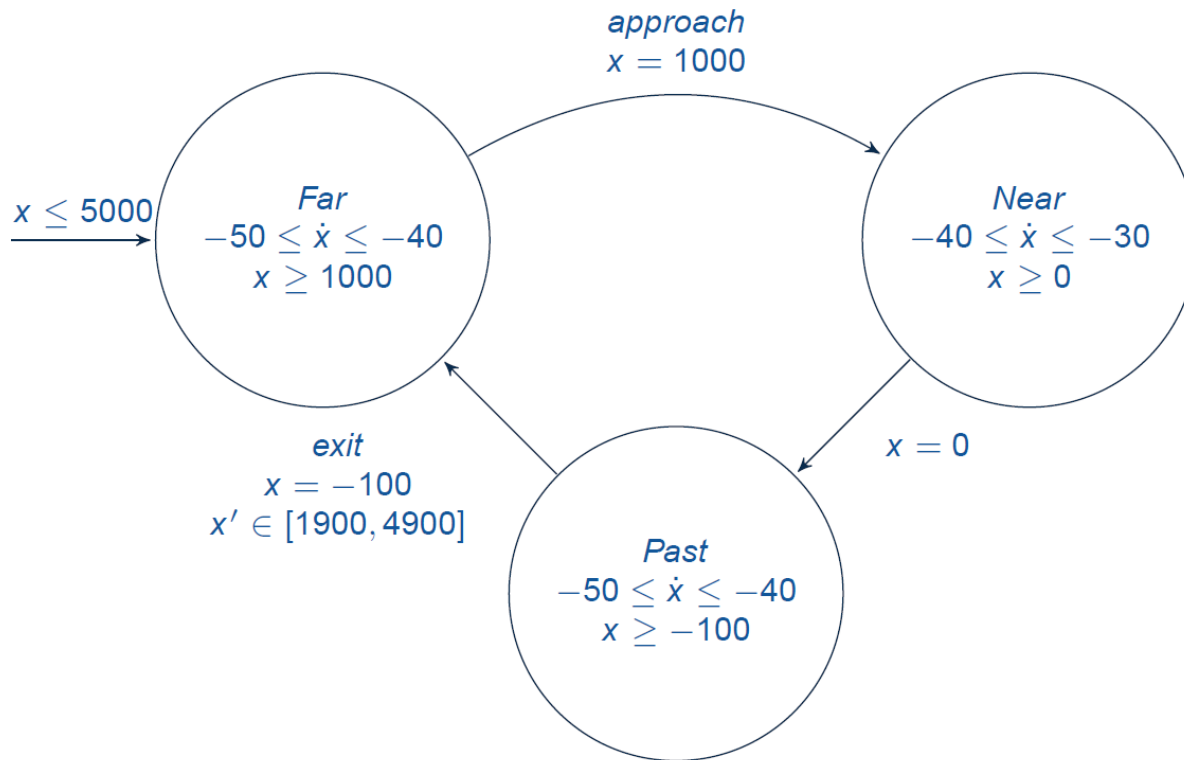 approach
x = 1000
x ≤ 5000
Far
−50 ≤ ẋ ≤ −40
x ≥ 1000
Near
−40 ≤ ẋ ≤ −30
x ≥ 0
exit
x = −100
x′ ∈ [1900, 4900]
x = 0
Past
−50 ≤ ẋ ≤ −40
x ≥ −100